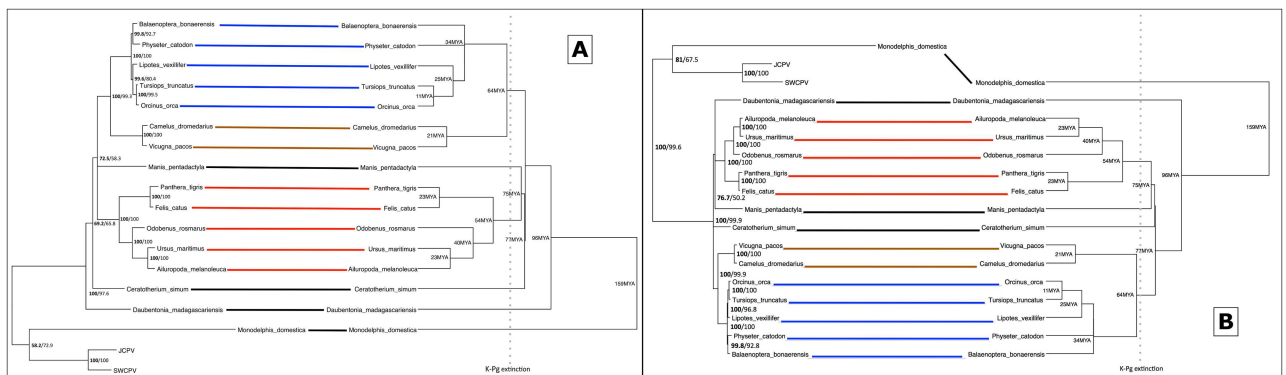 A
Balaenoptera_bonaerensis Balaenoptera_bonaerensis
99.8/92.7 34MYA
Physeter_catodon Physeter_catodon
100/100
Lipotes_vexillifer Lipotes_vexillifer
99.6/80.4 25MYA
Tursiops_truncatus Tursiops_truncatus
100/99.3 100/99.5 11MYA 64MYA
Orcinus_orca Orcinus_orca
Camelus_dromedarius Camelus_dromedarius
100/100 21MYA
Vicugna_pacos Vicugna_pacos
72.5/58.3
Manis_pentadactyla Manis_pentadactyla
Panthera_tigris Panthera_tigris 75MYA
100/100 23MYA
Felis_catus Felis_catus
69.2/65.8 100/100 54MYA
Odobenus_rosmarus Odobenus_rosmarus
100/100 40MYA 77MYA 96MYA
Ursus_maritimus Ursus_maritimus
100/100 23MYA
Ailuropoda_melanoleuca Ailuropoda_melanoleuca
159MYA
Ceratotherium_simum Ceratotherium_simum
100/97.6
Daubentonia_madagascariensis Daubentonia_madagascariensis
Monodelphis_domestica Monodelphis_domestica
58.2/72.9
JCPV
100/100
SWCPV
K-Pg extinction
B
Monodelphis_domestica
81/67.5
JCPV
100/100
SWCPV Monodelphis_domestica
Daubentonia_madagascariensis Daubentonia_madagascariensis
Ailuropoda_melanoleuca Ailuropoda_melanoleuca
100/100 23MYA 159MYA
Ursus_maritimus Ursus_maritimus
100/100 40MYA
100/99.6
Odobenus_rosmarus Odobenus_rosmarus
100/100 54MYA
Panthera_tigris Panthera_tigris 96MYA
100/100 23MYA 75MYA
Felis_catus Felis_catus
76.7/50.2
Manis_pentadactyla Manis_pentadactyla
100/99.9
Ceratotherium_simum Ceratotherium_simum
Vicugna_pacos Vicugna_pacos 77MYA
100/100 21MYA
Camelus_dromedarius Camelus_dromedarius
100/99.9
Orcinus_orca Orcinus_orca
100/100 11MYA 64MYA
Tursiops_truncatus Tursiops_truncatus
100/96.8 25MYA
Lipotes_vexillifer Lipotes_vexillifer
100/100
Physeter_catodon Physeter_catodon
99.8/92.8 34MYA
Balaenoptera_bonaerensis Balaenoptera_bonaerensis
K-Pg extinction